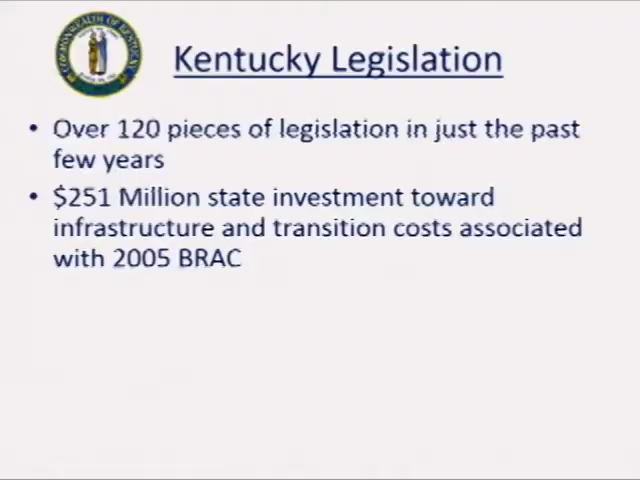 Kentucky Legislation
• Over 120 pieces of legislation in just the past
few years
• $251 Million state investment toward
infrastructure and transition costs associated
with 2005 BRAC